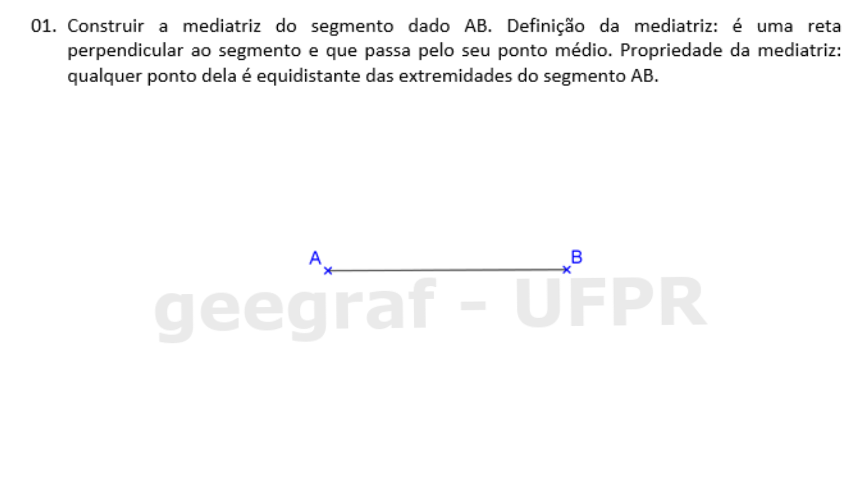 01. Construir a mediatriz do segmento dado AB. Definição da mediatriz: é uma reta
perpendicular ao segmento e que passa pelo seu ponto médio. Propriedade da mediatriz:
qualquer ponto dela é equidistante das extremidades do segmento AB.
A
B
geegraf - UFPR